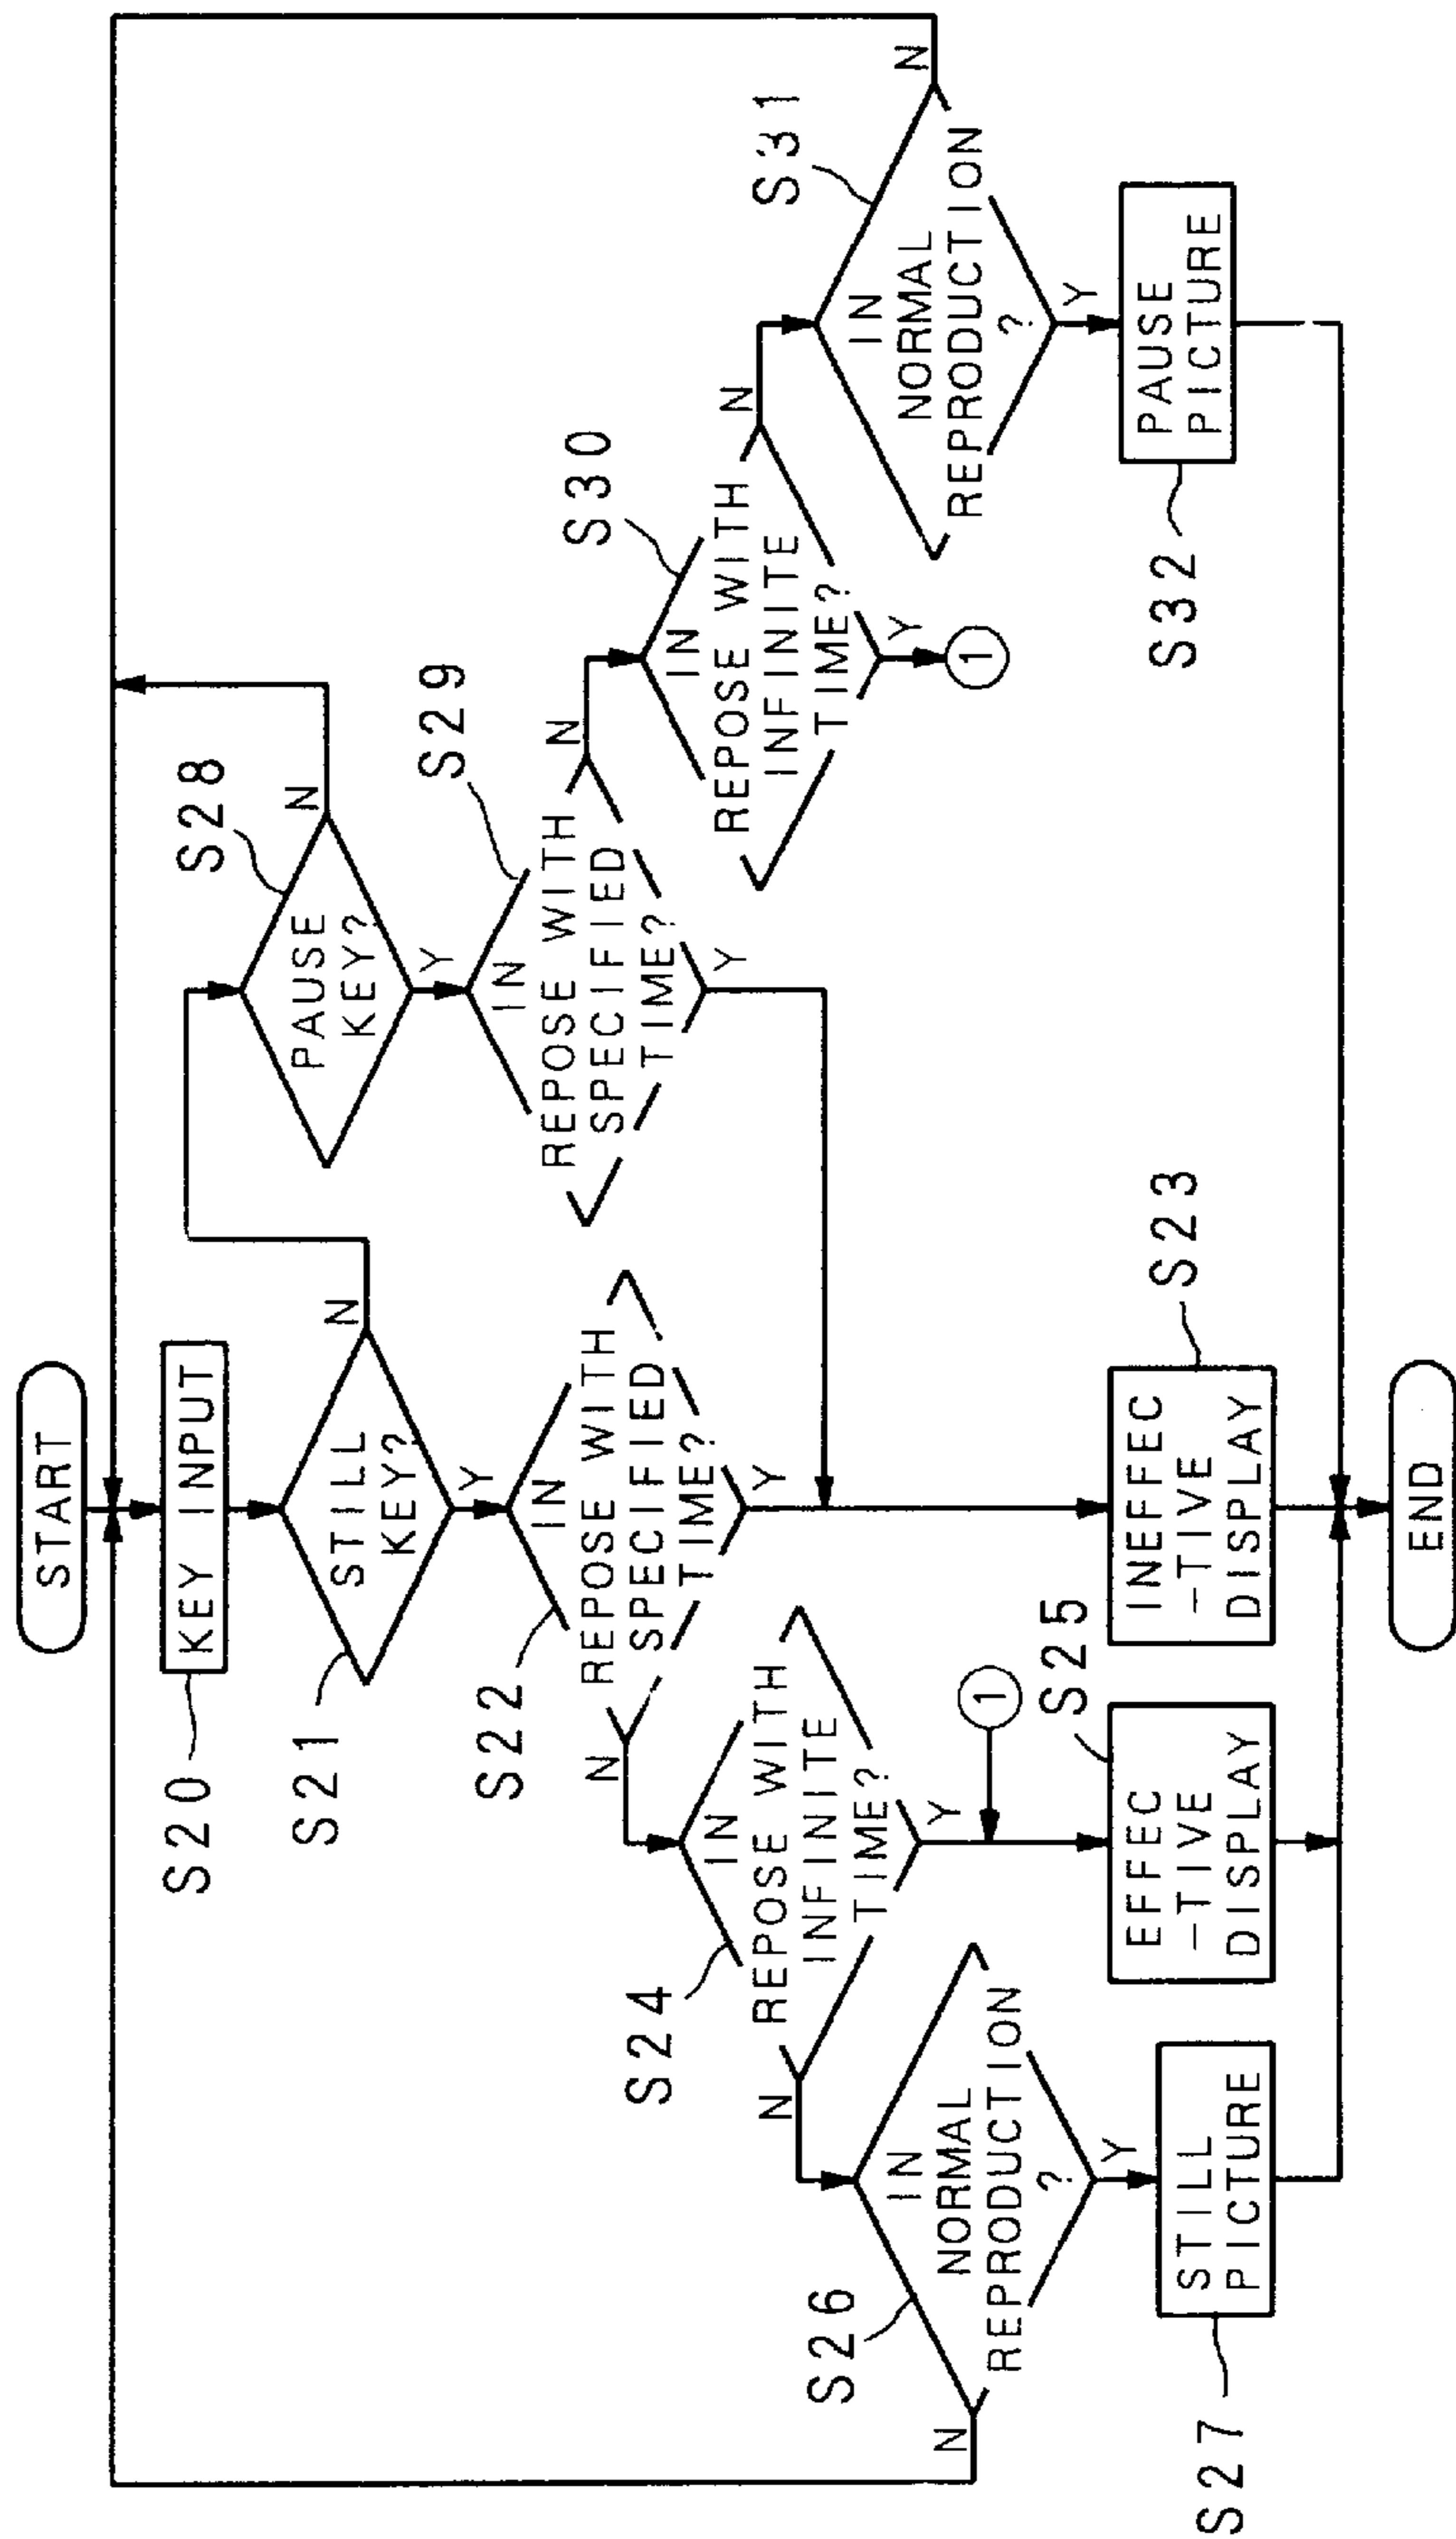 START
KEY INPUT
S20
STILL
KEY?
S21
N
Y
IN
REPOSE WITH
SPECIFIED
TIME?
S22
N
Y
IN
REPOSE WITH
INFINITE
TIME?
S24
N
Y
1
IN
NORMAL
REPRODUCTION
?
S26
N
Y
STILL
PICTURE
S27
EFFEC
-TIVE
DISPLAY
S25
INEFFEC
-TIVE
DISPLAY
S23
PAUSE
KEY?
S28
N
Y
IN
REPOSE WITH
SPECIFIED
TIME?
S29
N
Y
IN
REPOSE WITH
INFINITE
TIME?
S30
N
Y
1
IN
NORMAL
REPRODUCTION
?
S31
N
Y
PAUSE
PICTURE
S32
END